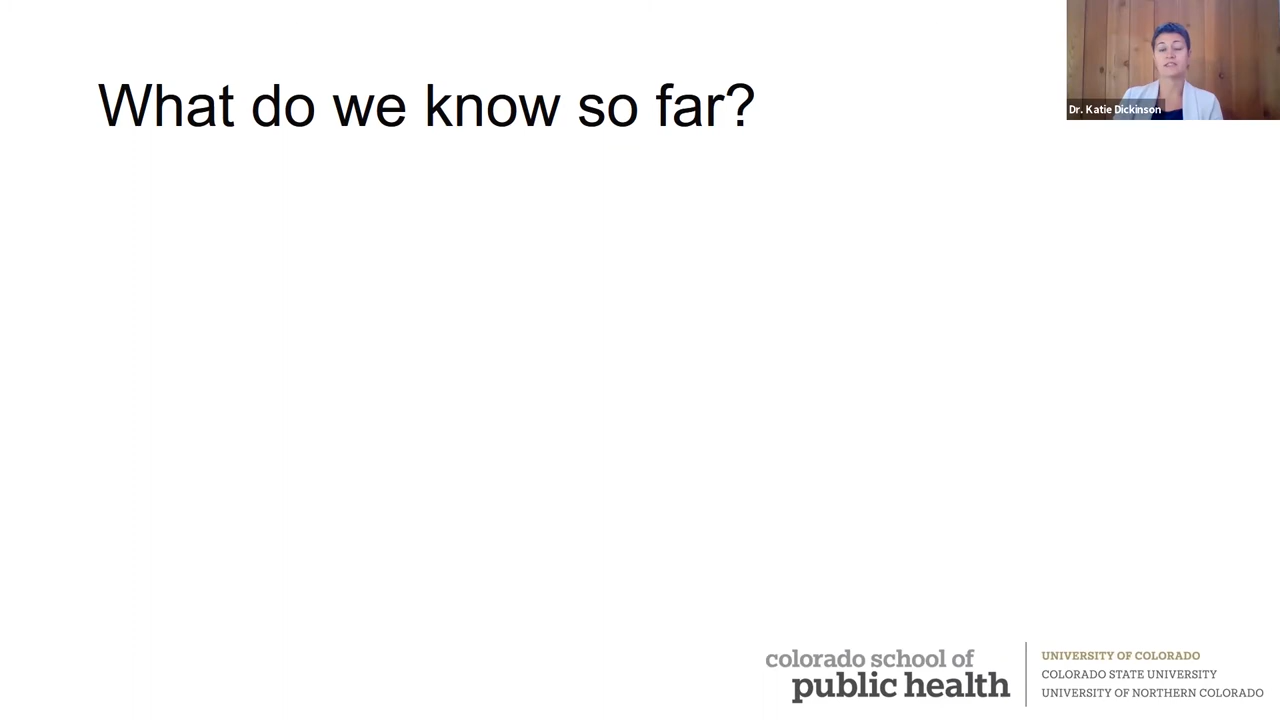 What do we know so far?
Dr. Katie Dickinson
colorado school of
public health
UNIVERSITY OF COLORADO
COLORADO STATE UNIVERSITY
UNIVERSITY OF NORTHERN COLORADO